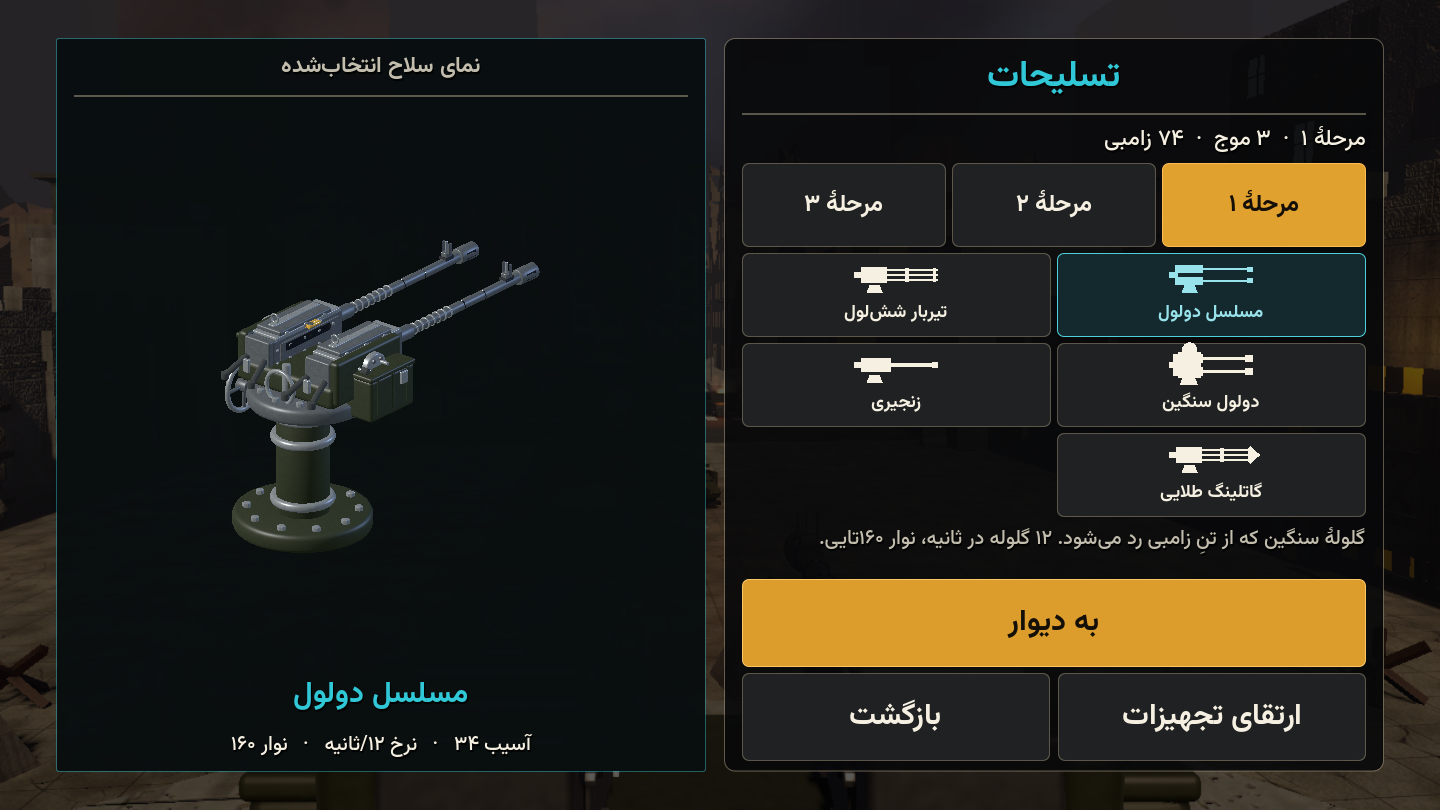 تسلیحات
مرحلهٔ ۱ · ۳ موج · ۷۴ زامبی
مرحلهٔ ۱
مرحلهٔ ۲
مرحلهٔ ۳
مسلسل دولول
تیربار شش‌لول
دولول سنگین
زنجیری
گاتلینگ طلایی
گلولهٔ سنگین که از تنِ زامبی رد می‌شود. ۱۲ گلوله در ثانیه، نوار ۱۶۰تایی.
به دیوار
ارتقای تجهیزات
بازگشت
نمای سلاح انتخاب‌شده
مسلسل دولول
آسیب ۳۴ · نرخ ۱۲/ثانیه · نوار ۱۶۰